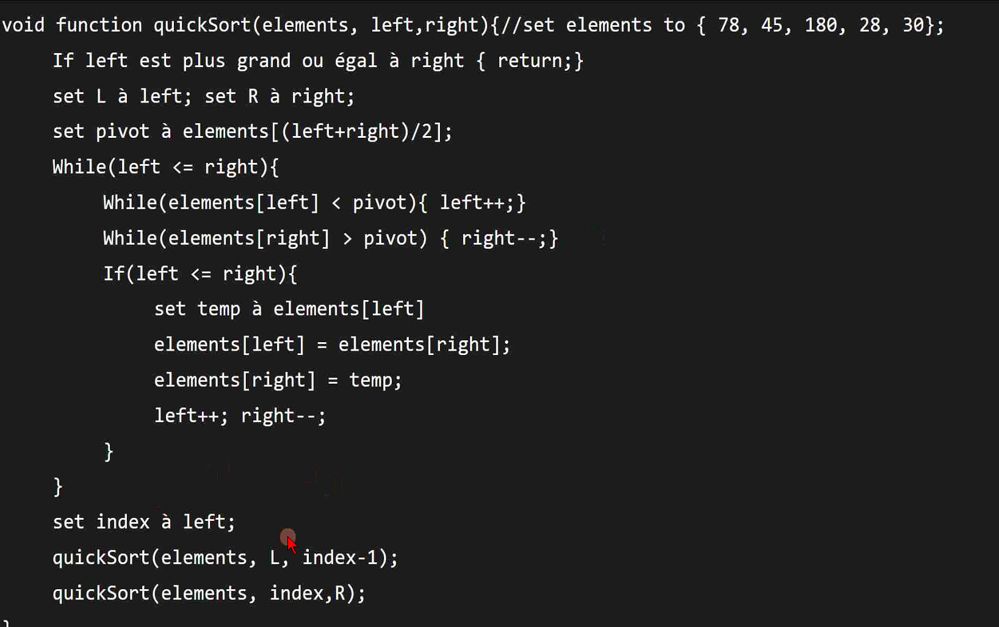 void function quickSort(elements, left,right){//set elements to { 78, 45, 180, 28, 30};
If left est plus grand ou égal à right { return;}
set L à left; set R à right;
set pivot à elements[(left+right)/2];
While(left <= right){
While(elements[left] < pivot){ left++;}
While(elements[right] > pivot) { right--;}
If(left <= right){
set temp à elements[left]
elements[left] = elements[right];
elements[right] = temp;
left++; right--;
}
}
set index à left;
quickSort(elements, L, index-1);
quickSort(elements, index,R);
}